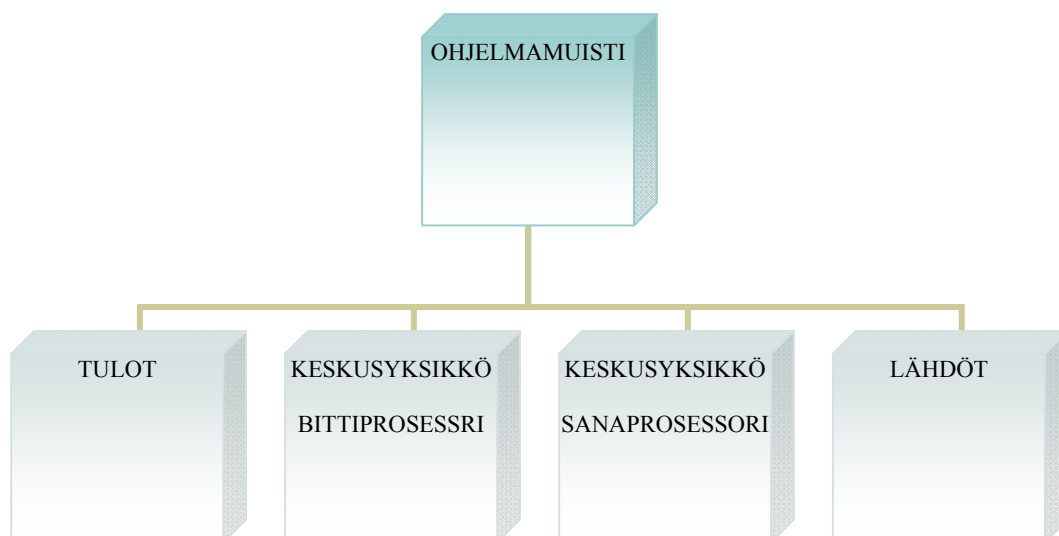 OHJELMAMUISTI
TULOT
KESKUSYKSIKKÖ
BITTIPROSESSRI
KESKUSYKSIKKÖ
SANAPROSESSORI
LÄHDÖT